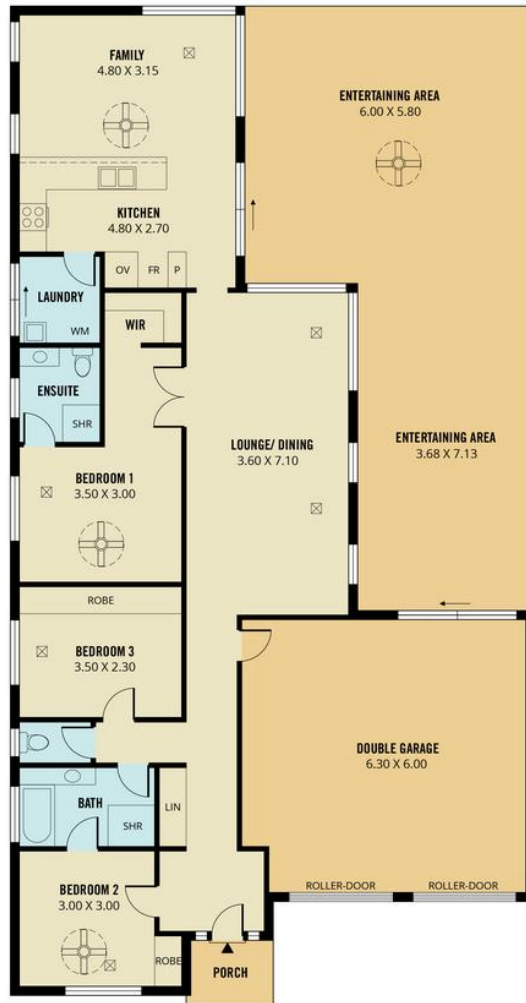 FAMILY
4.80 X 3.15
ENTERTAINING AREA
6.00 X 5.80
KITCHEN
4.80 X 2.70
OV
FR
P
LAUNDRY
WM
WIR
ENSUITE
SHR
LOUNGE/ DINING
3.60 X 7.10
ENTERTAINING AREA
3.68 X 7.13
BEDROOM 1
3.50 X 3.00
ROBE
BEDROOM 3
3.50 X 2.30
DOUBLE GARAGE
6.30 X 6.00
BATH
SHR
LIN
ROLLER-DOOR
ROLLER-DOOR
BEDROOM 2
3.00 X 3.00
ROBE
PORCH